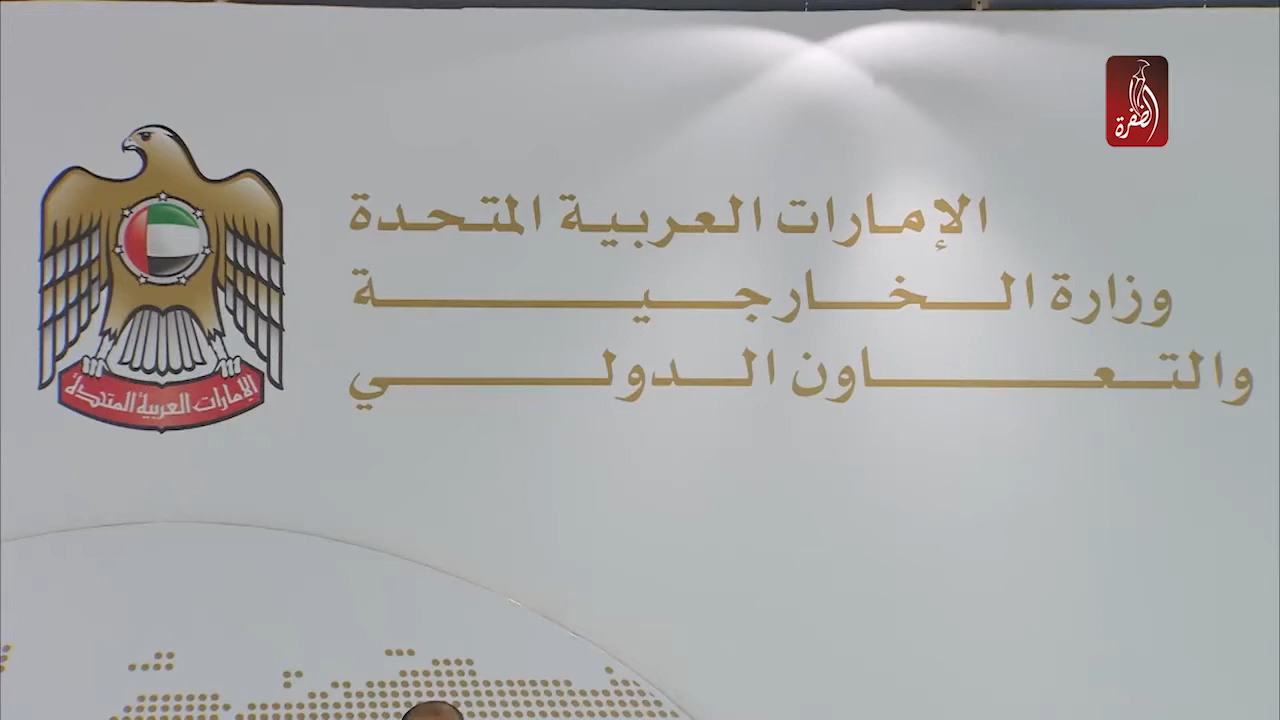 الظفرة
الإمارات العربية المتحدة
وزارة الخارجية
والتعاون الدولي
الإمارات العربية المتحدة